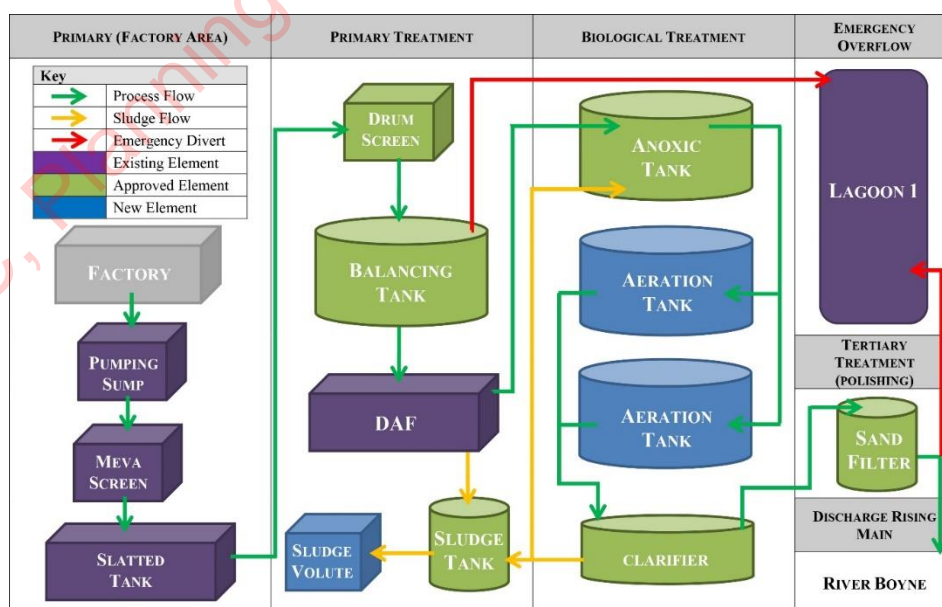 PRIMARY (FACTORY AREA)
PRIMARY TREATMENT
BIOLOGICAL TREATMENT
EMERGENCY
OVERFLOW
Key
Process Flow
Sludge Flow
Emergency Divert
Existing Element
Approved Element
New Element
FACTORY
PUMPING
SUMP
MEVA
SCREEN
SLATTED
TANK
DRUM
SCREEN
BALANCING
TANK
DAF
SLUDGE
TANK
SLUDGE
VOLUTE
ANOXIC
TANK
AERATION
TANK
AERATION
TANK
CLARIFIER
LAGOON 1
TERTIARY
TREATMENT
(POLISHING)
SAND
FILTER
DISCHARGE RISING
MAIN
RIVER BOYNE
, Planning